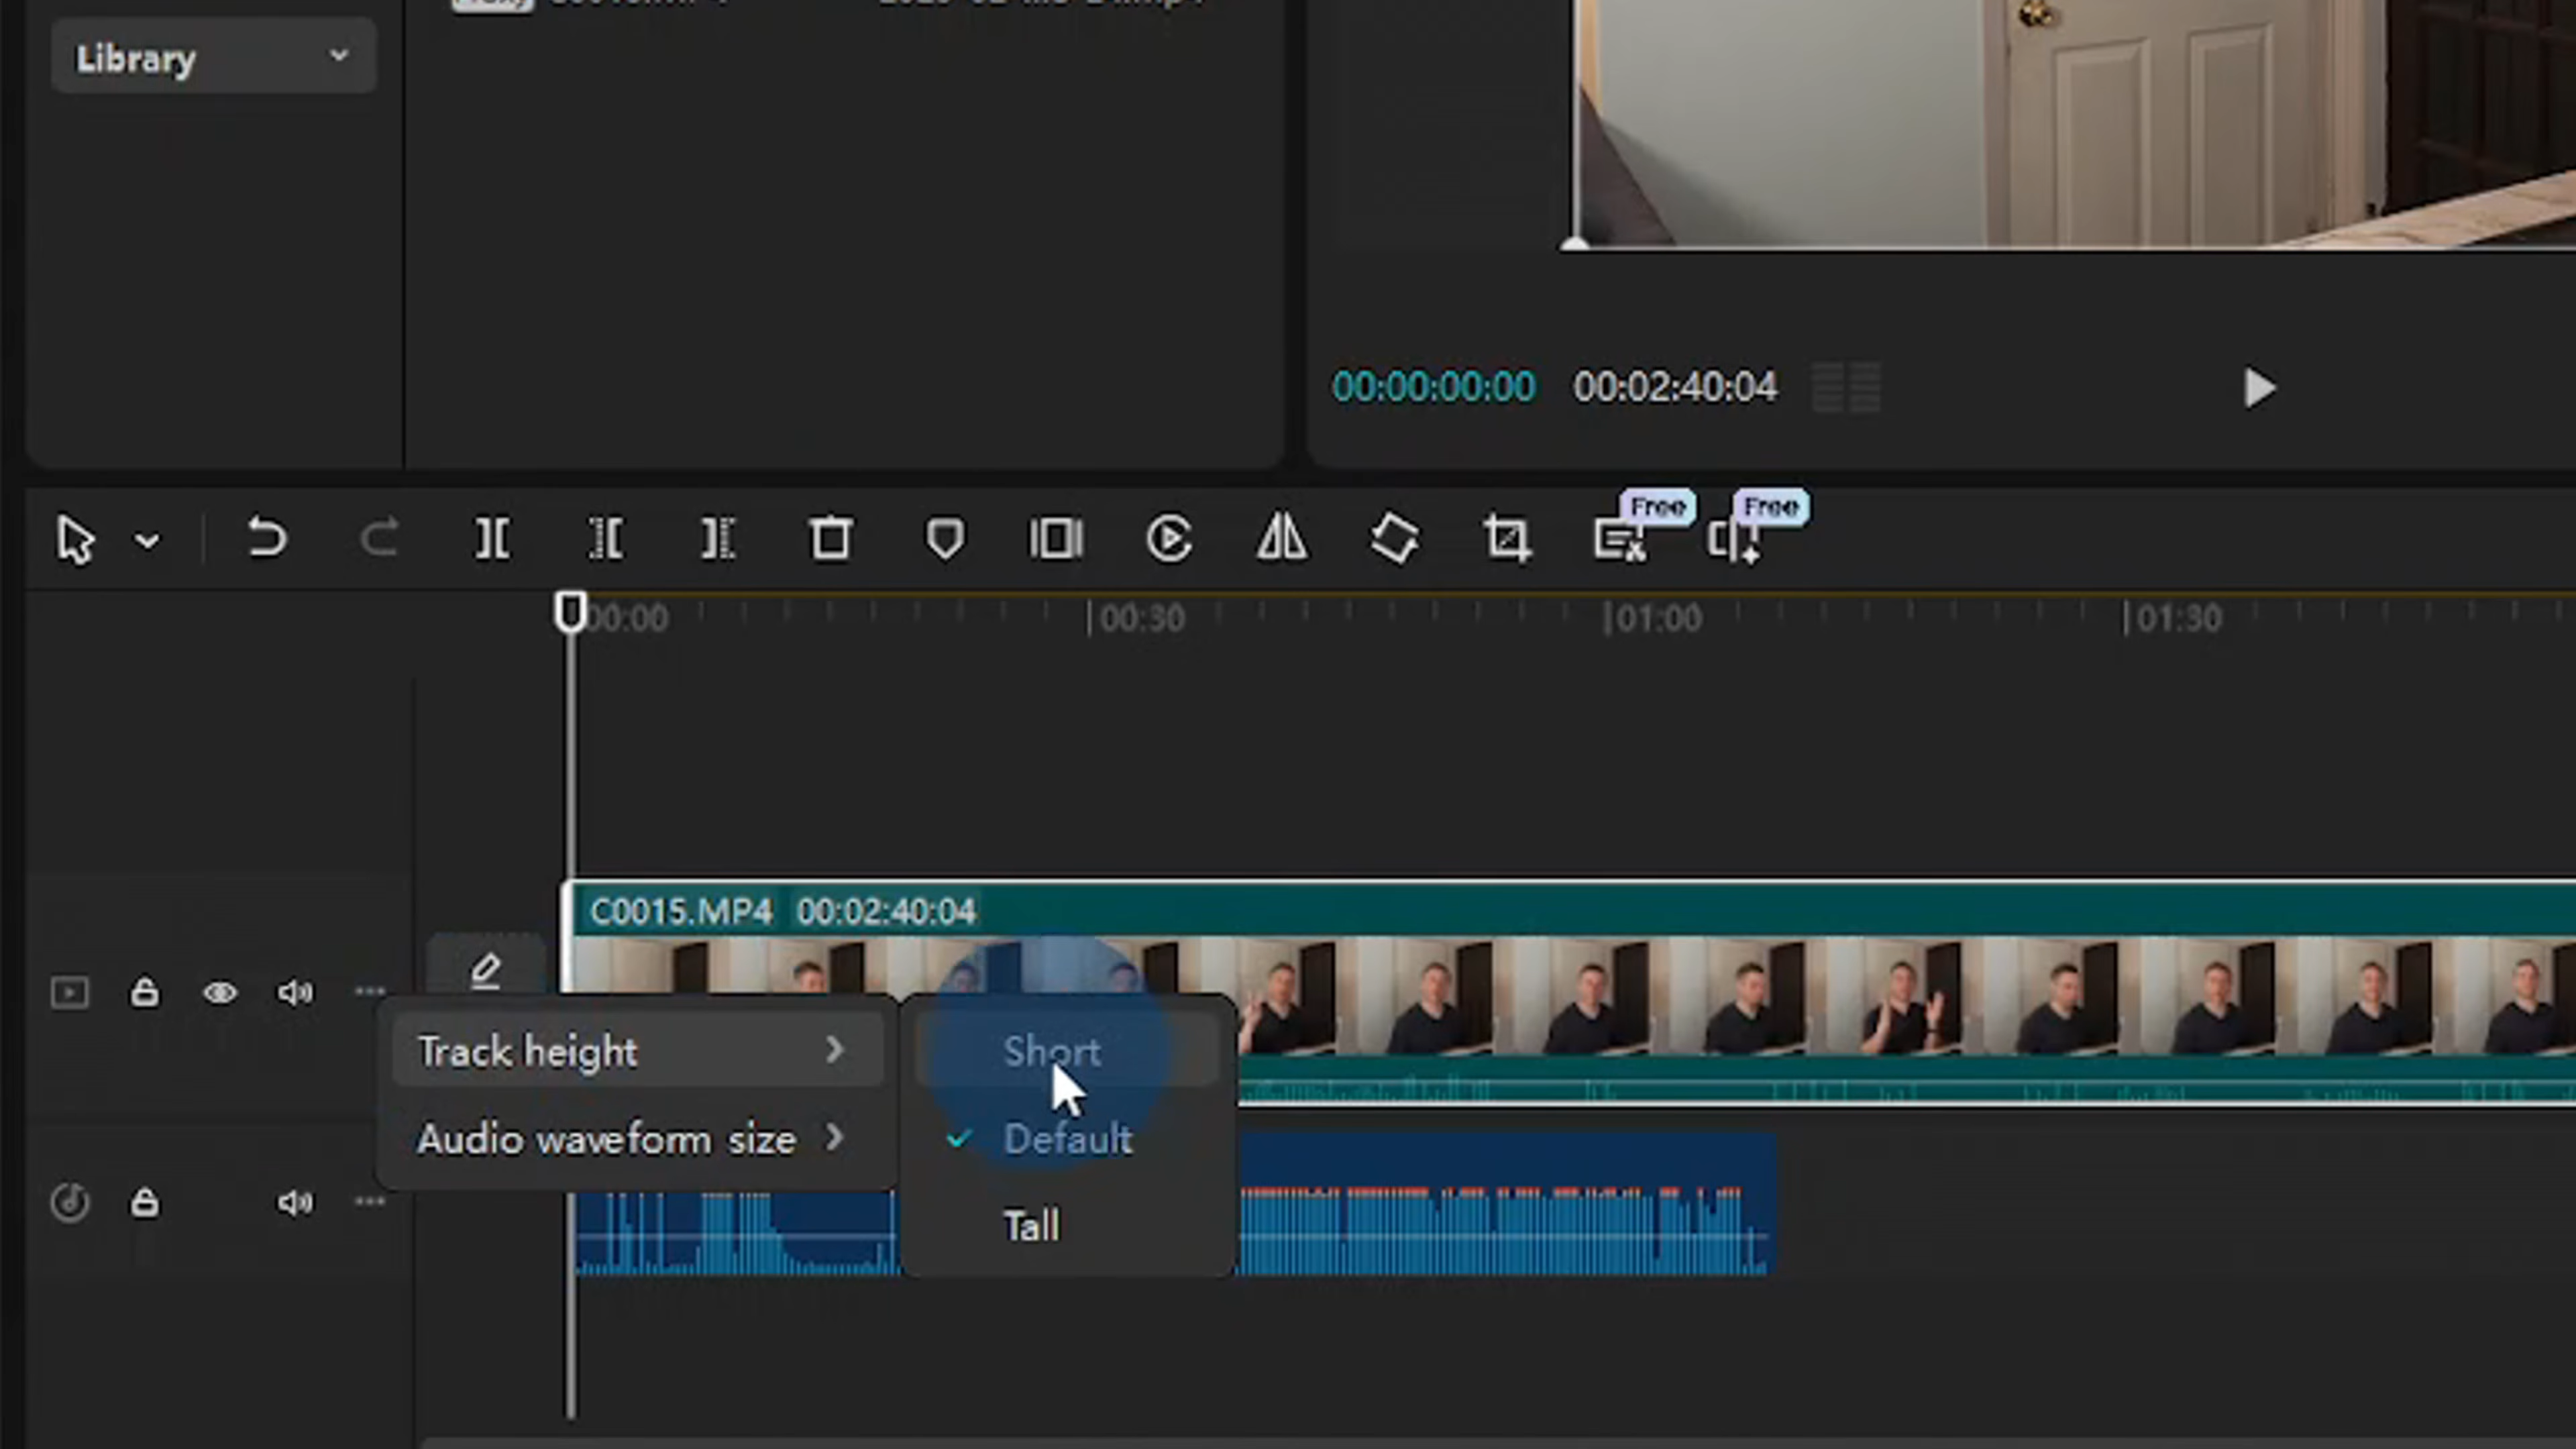 Library
00:00:00:00 00:02:40:04
Free Free
00:00 00:30 01:00 01:30
C0015.MP4 00:02:40:04
Track height
Audio waveform size
Short
Default
Tall